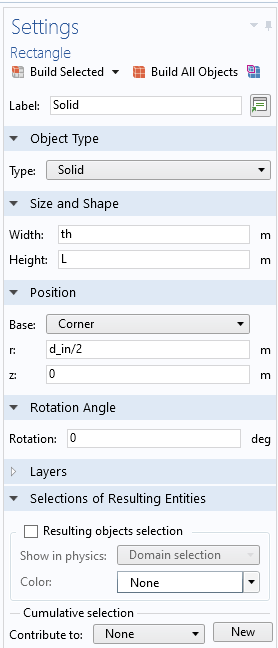 Settings
Rectangle
Build Selected Build All Objects
Label: Solid
Object Type
Type: Solid
Size and Shape
Width: th m
Height: L m
Position
Base: Corner
r: d_in/2 m
z: 0 m
Rotation Angle
Rotation: 0 deg
Layers
Selections of Resulting Entities
Resulting objects selection
Show in physics: Domain selection
Color: None
Cumulative selection
Contribute to: None New